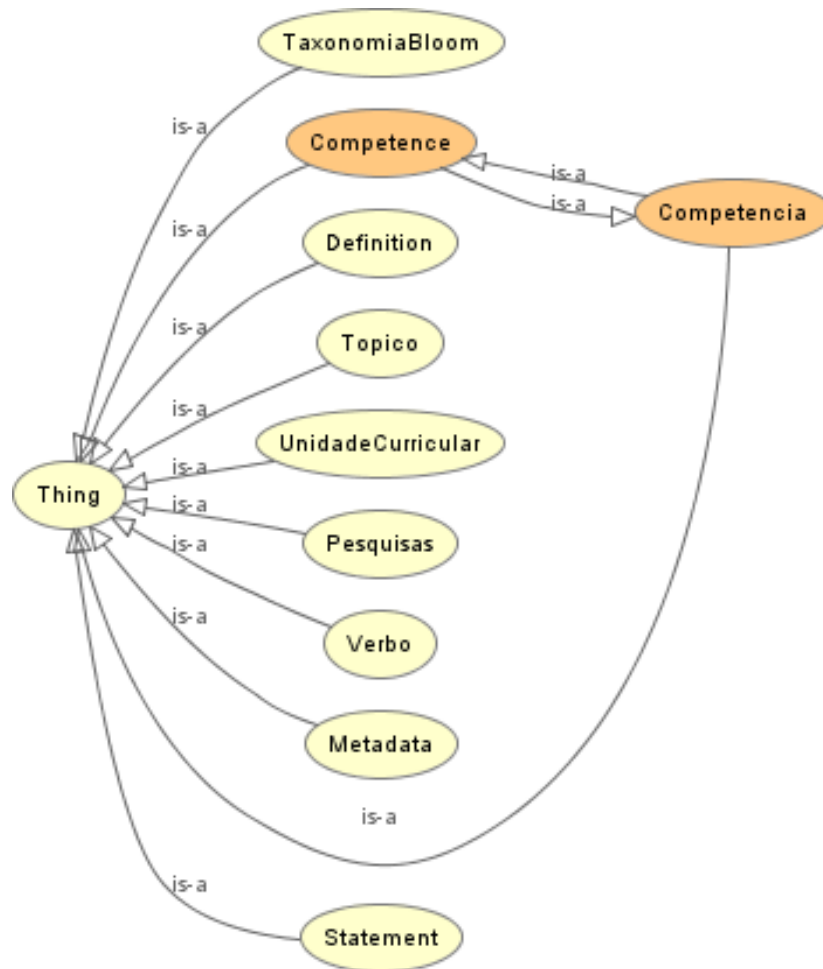 TaxonomiaBloom
is-a
Competence
is-a
is-a
Competencia
is-a
Definition
is-a
Topico
is-a
UnidadeCurricular
is-a
Thing
is-a
Pesquisas
is-a
Verbo
is-a
Metadata
is-a
is-a
Statement